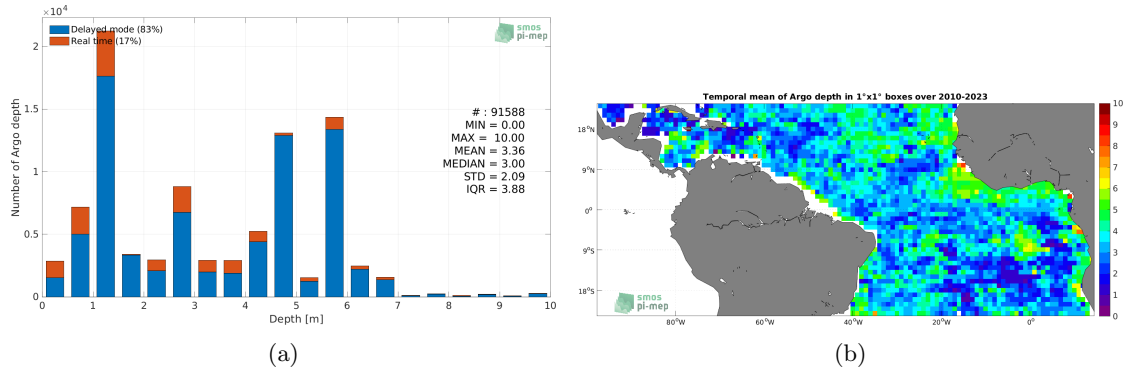 ×10⁴
Delayed mode (83%)
Real time (17%)
smos
pi-mep
2
1.5
1
0.5
0
Number of Argo depth
# : 91588
MIN = 0.00
MAX = 10.00
MEAN = 3.36
MEDIAN = 3.00
STD = 2.09
IQR = 3.88
0 1 2 3 4 5 6 7 8 9 10
Depth [m]
(a)
Temporal mean of Argo depth in 1°x1° boxes over 2010-2023
18°N
9°N
0°
9°S
18°S
80°W 60°W 40°W 20°W 0°
smos
pi-mep
10
9
8
7
6
5
4
3
2
1
0
(b)